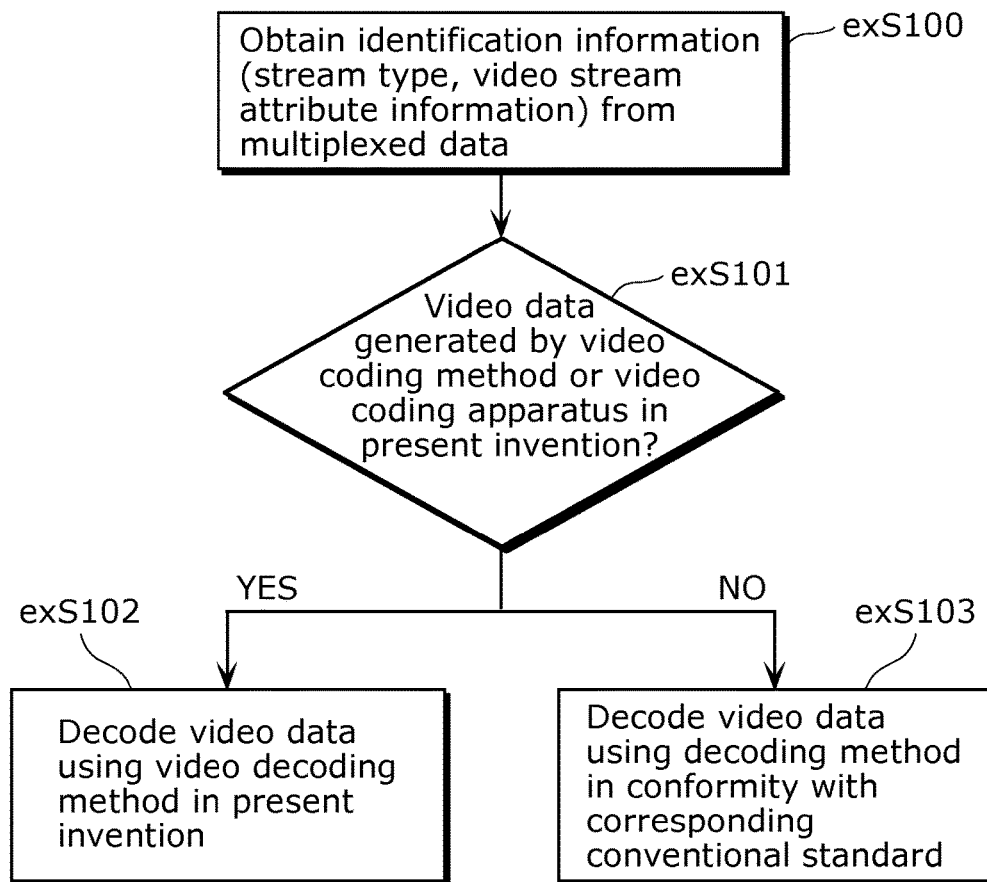 exS100
Obtain identification information
(stream type, video stream
attribute information) from
multiplexed data
exS101
Video data
generated by video
coding method or video
coding apparatus in
present invention?
YES
NO
exS102
exS103
Decode video data
using video decoding
method in present
invention
Decode video data
using decoding method
in conformity with
corresponding
conventional standard